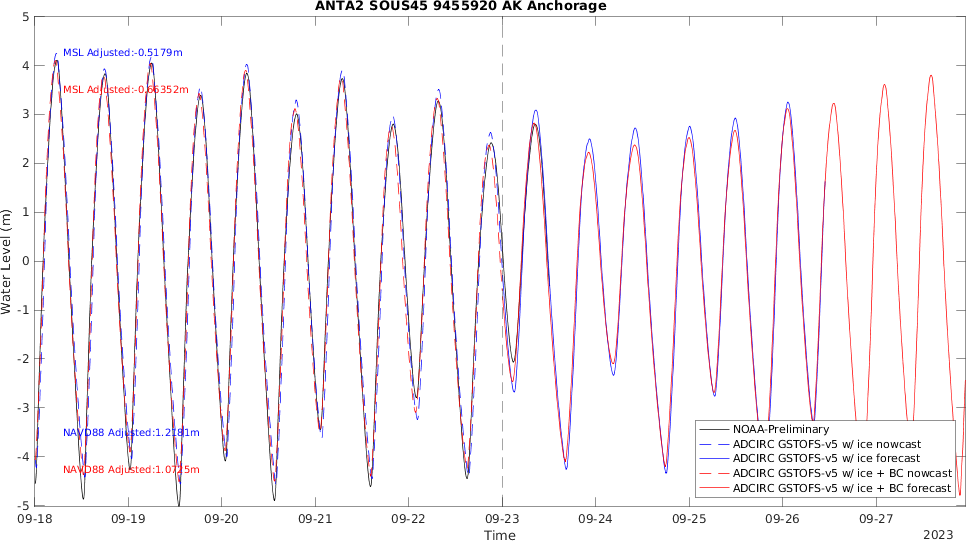 ANTA2 SOUS45 9455920 AK Anchorage
5
4
3
2
1
0
-1
-2
-3
-4
-5
Water Level (m)
MSL Adjusted:-0.5179m
MSL Adjusted:-0.66352m
NAVD88 Adjusted:1.2181m
NAVD88 Adjusted:1.0725m
NOAA-Preliminary
ADCIRC GSTOFS-v5 w/ ice nowcast
ADCIRC GSTOFS-v5 w/ ice forecast
ADCIRC GSTOFS-v5 w/ ice + BC nowcast
ADCIRC GSTOFS-v5 w/ ice + BC forecast
09-18 09-19 09-20 09-21 09-22 09-23 09-24 09-25 09-26 09-27
Time
2023